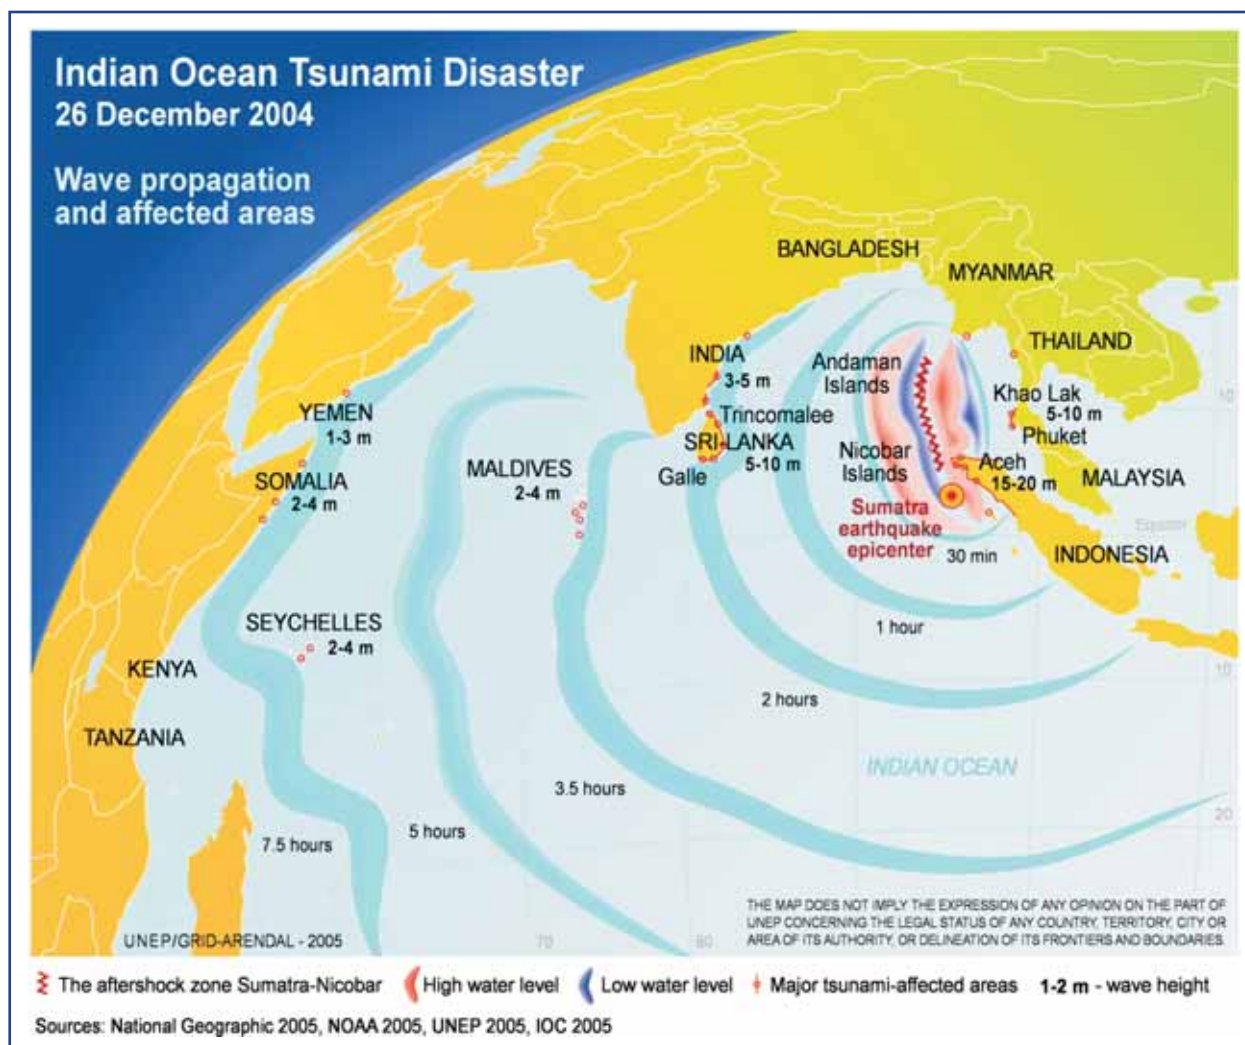 Indian Ocean Tsunami Disaster
26 December 2004
Wave propagation
and affected areas
BANGLADESH
MYANMAR
THAILAND
INDIA
3-5 m
Andaman
Islands
Khao Lak
5-10 m
Phuket
YEMEN
1-3 m
Trincomalee
SRI-LANKA
5-10 m
Galle
Nicobar
Islands
Aceh
15-20 m
MALAYSIA
MALDIVES
2-4 m
SOMALIA
2-4 m
Sumatra
earthquake
epicenter
Equator
INDONESIA
30 min
1 hour
SEYCHELLES
2-4 m
KENYA
TANZANIA
2 hours
INDIAN OCEAN
3.5 hours
5 hours
7.5 hours
10
10
20
70
80
THE MAP DOES NOT IMPLY THE EXPRESSION OF ANY OPINION ON THE PART OF
UNEP CONCERNING THE LEGAL STATUS OF ANY COUNTRY, TERRITORY, CITY OR
AREA OF ITS AUTHORITY, OR DELINEATION OF ITS FRONTIERS AND BOUNDARIES.
UNEP/GRID-ARENDAL - 2005
The aftershock zone Sumatra-Nicobar
High water level
Low water level
Major tsunami-affected areas
1-2 m - wave height
Sources: National Geographic 2005, NOAA 2005, UNEP 2005, IOC 2005